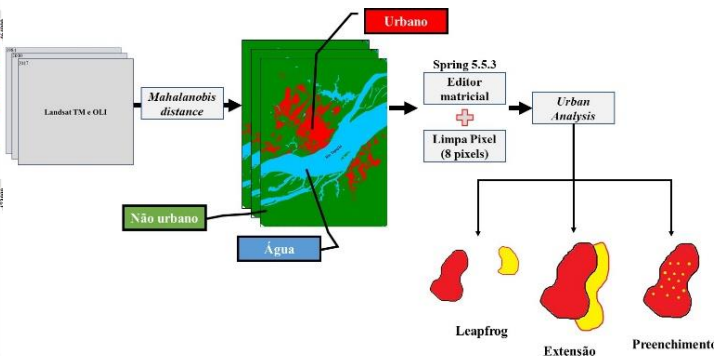 2017
Landsat TM e OLI
Mahalanobis
distance
Urbano
Não urbano
Água
Spring 5.5.3
Editor
matricial
Limpa Pixel
(8 pixels)
Urban
Analysis
Leapfrog
Extensão
Preenchimento